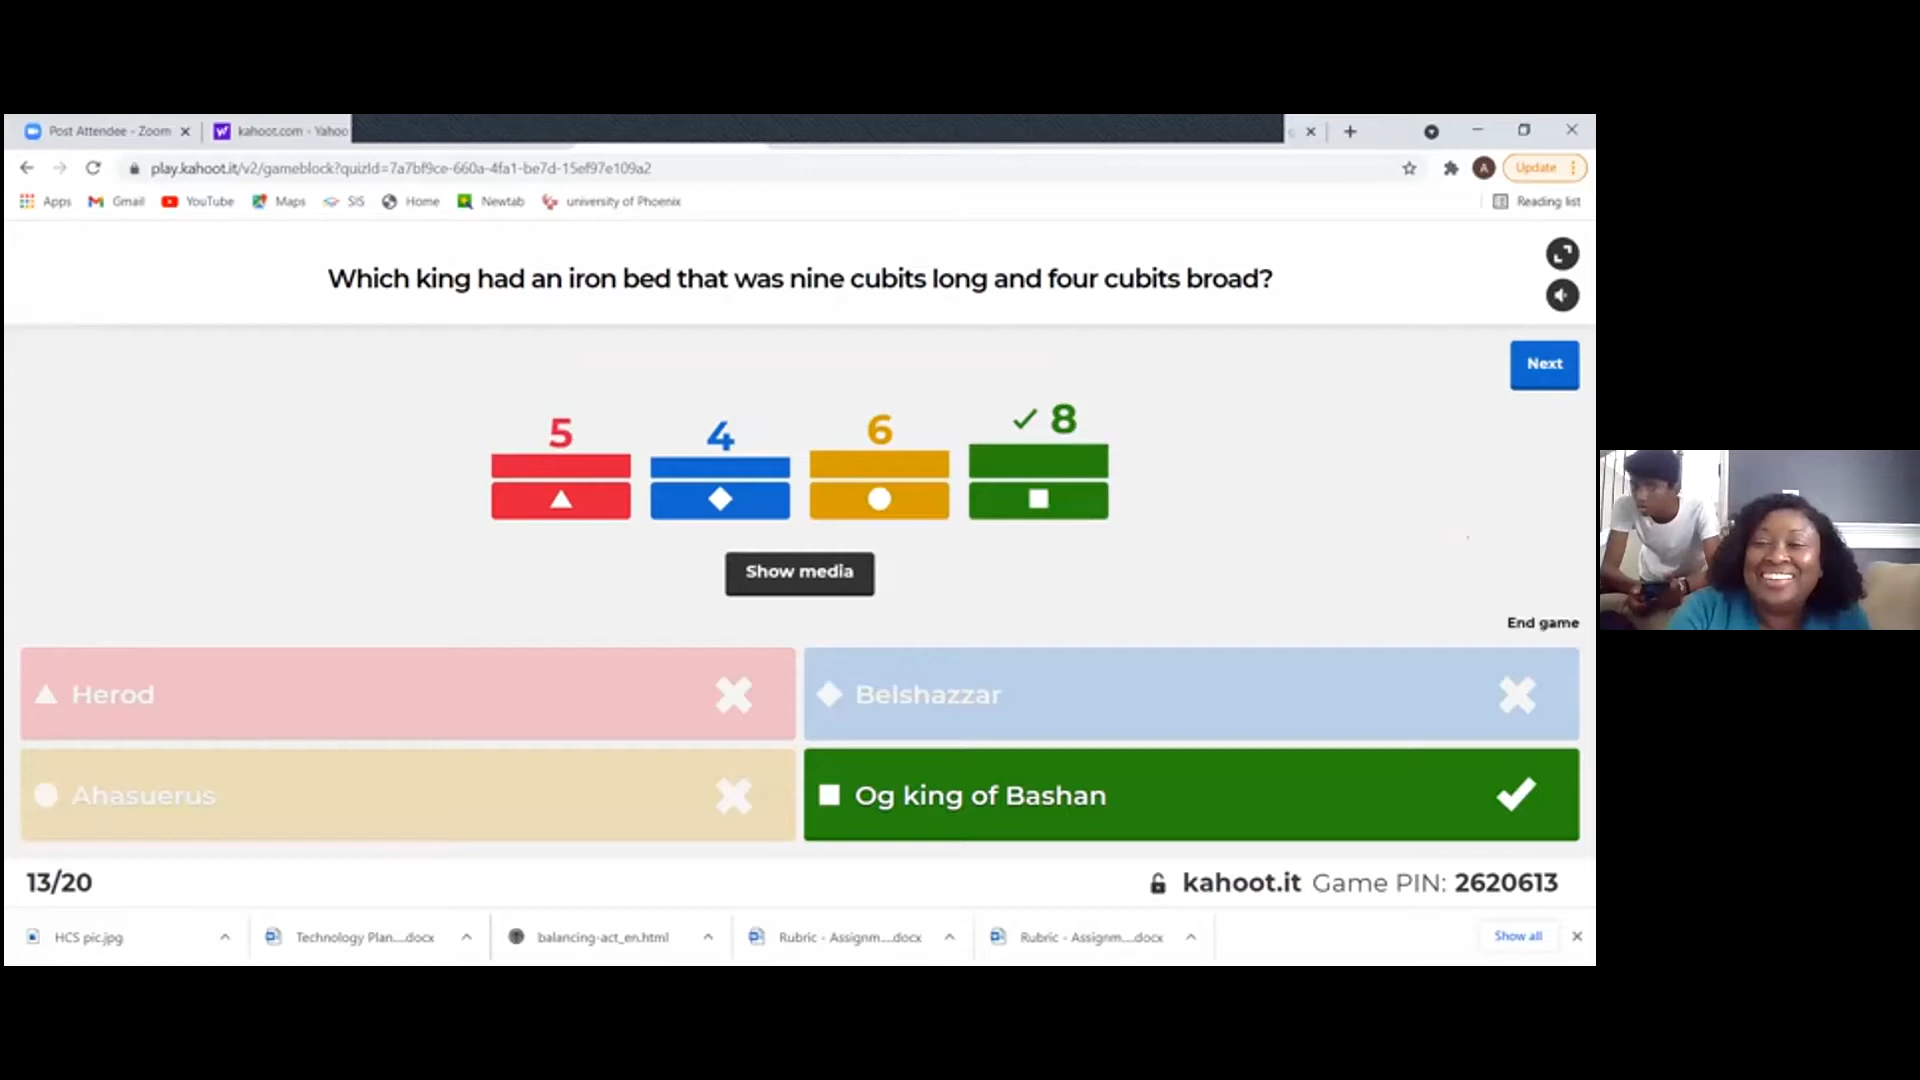 Post Attendee - Zoom
kahoot.com - Yahoo
play.kahoot.it/v2/gameblock?quizId=7a7bf9ce-660a-4fa1-be7d-15ef97e109a2
A
Update
Apps
Gmail
YouTube
Maps
SIS
Home
Newtab
university of Phoenix
Reading list
Which king had an iron bed that was nine cubits long and four cubits broad?
Next
5
4
6
8
Show media
End game
Herod
Belshazzar
Ahasuerus
Og king of Bashan
13/20
kahoot.it Game PIN: 2620613
HCS pic.jpg
Technology Plan....docx
balancing-act_en.html
Rubric - Assignm....docx
Rubric - Assignm....docx
Show all